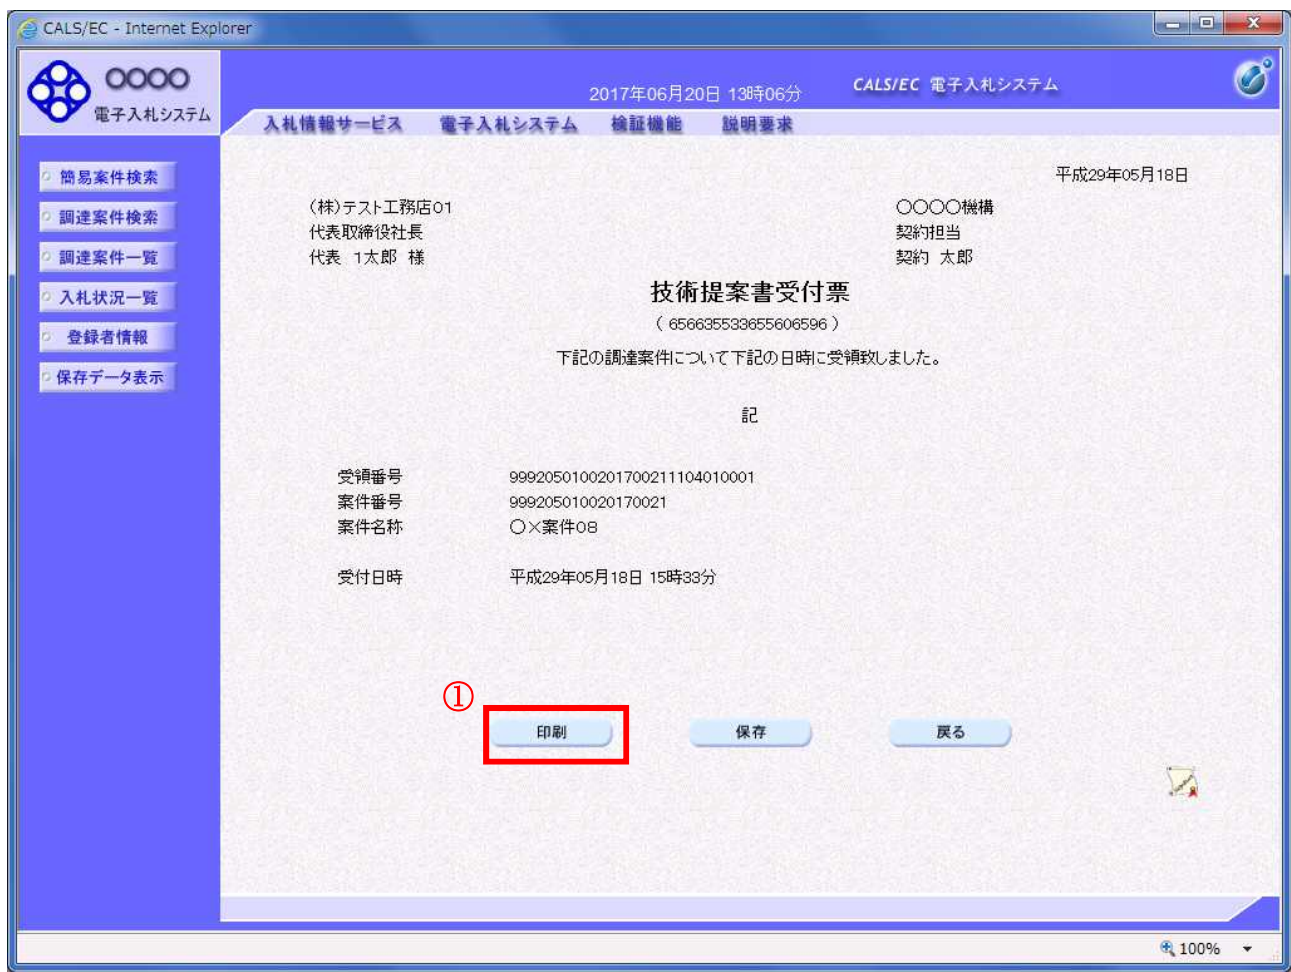 CALS/EC - Internet Explorer
〇〇〇〇
電子入札システム
2017年06月20日 13時06分
CALS/EC 電子入札システム
入札情報サービス 電子入札システム 検証機能 説明要求
簡易案件検索
調達案件検索
調達案件一覧
入札状況一覧
登録者情報
保存データ表示
平成29年05月18日
(株)テスト工務店01
代表取締役社長
代表 1太郎 様
〇〇〇〇機構
契約担当
契約 太郎
技術提案書受付票
(656635533655606596)
下記の調達案件について下記の日時に受領致しました。
記
受領番号 9992050100201700211104010001
案件番号 999205010020170021
案件名称 〇×案件08
受付日時 平成29年05月18日 15時33分
①
印刷 保存 戻る
100%